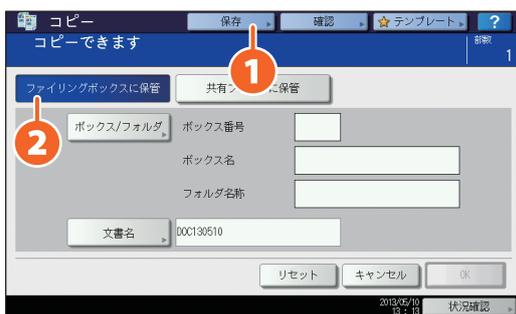 コピー 保存 確認 テンプレート ?
コピーできます 部数
1
1
ファイリングボックスに保管 共有フ に保管
2
ボックス/フォルダ ボックス番号
ボックス名
フォルダ名称
文書名 DOC130510
リセット キャンセル OK
2013/05/10
13:13 状況確認